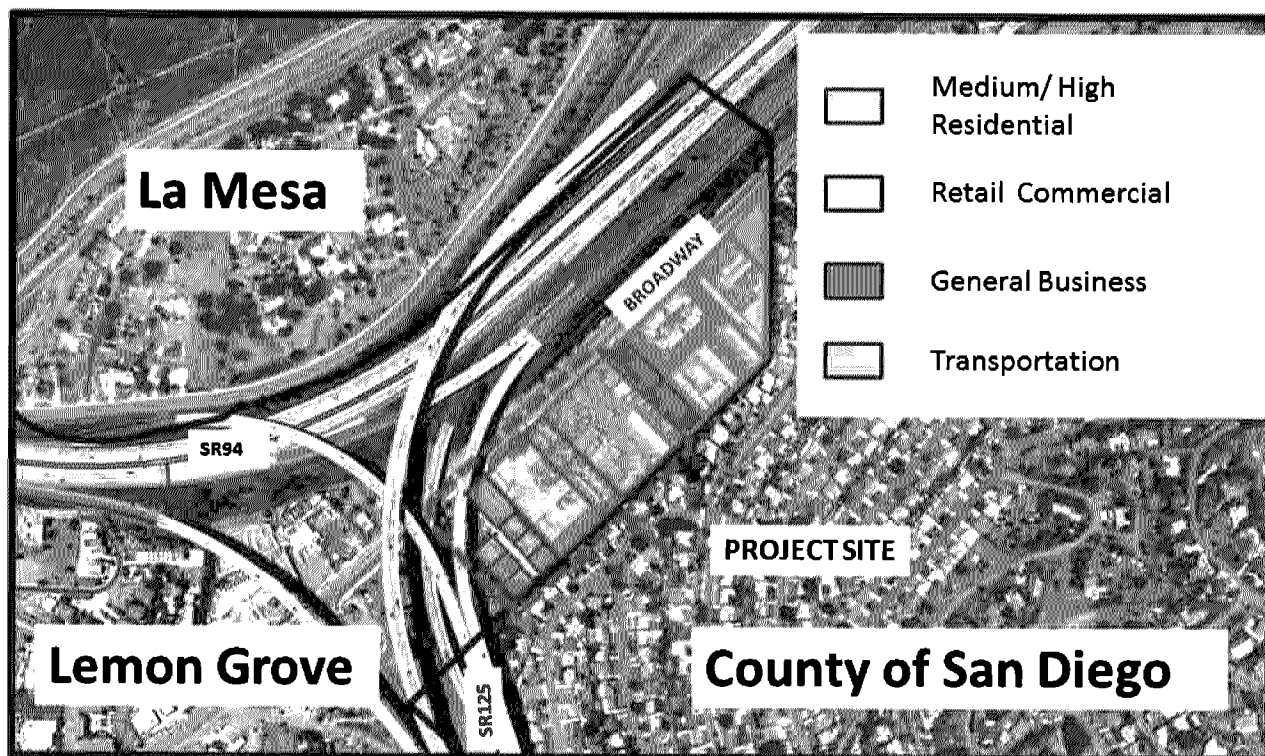 Medium/ High
Residential
La Mesa
Retail Commercial
BROADWAY
General Business
Transportation
SR94
PROJECT SITE
Lemon Grove
County of San Diego
SR125